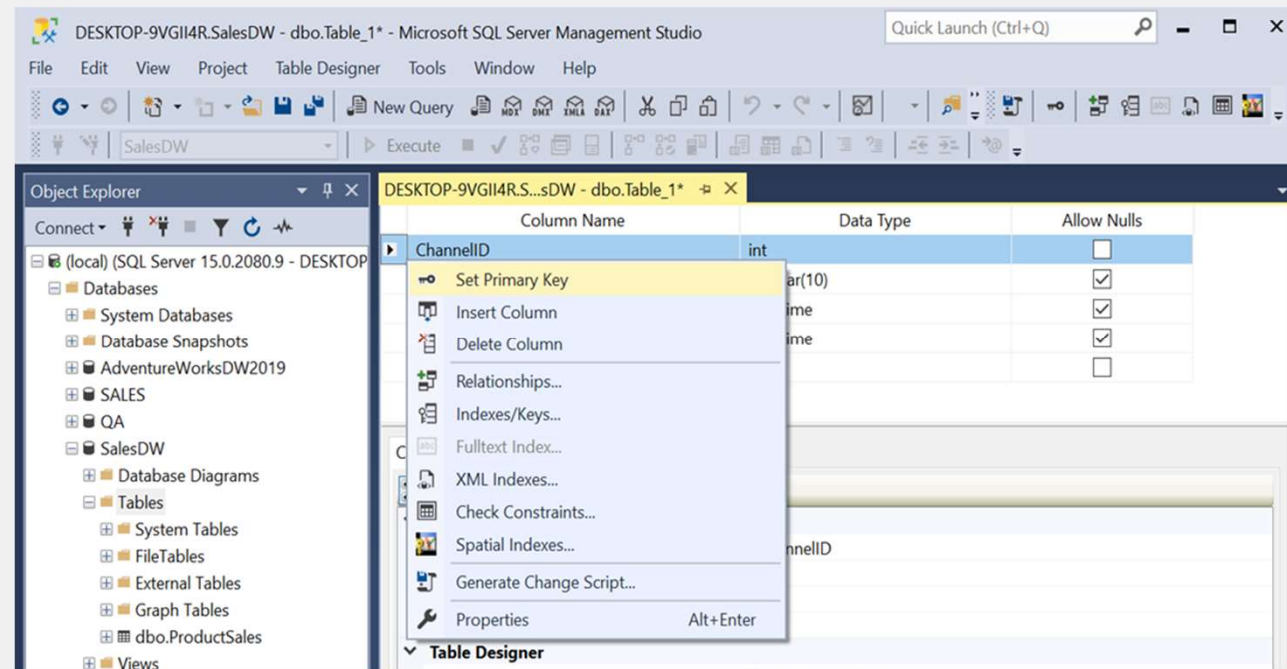 DESKTOP-9VGII4R.SalesDW - dbo.Table_1* - Microsoft SQL Server Management Studio
Quick Launch (Ctrl+Q)
File Edit View Project Table Designer Tools Window Help
New Query MDX DMX XMLA DAX
SalesDW Execute
Object Explorer
Connect
(local) (SQL Server 15.0.2080.9 - DESKTOP
Databases
System Databases
Database Snapshots
AdventureWorksDW2019
SALES
QA
SalesDW
Database Diagrams
Tables
System Tables
FileTables
External Tables
Graph Tables
dbo.ProductSales
Views
DESKTOP-9VGII4R.S...sDW - dbo.Table_1*
Column Name Data Type Allow Nulls
ChannelID int
ar(10)
ime
ime
Set Primary Key
Insert Column
Delete Column
Relationships...
Indexes/Keys...
abc Fulltext Index...
XML Indexes...
Check Constraints...
Spatial Indexes...
Generate Change Script...
Properties Alt+Enter
nnelID
Table Designer